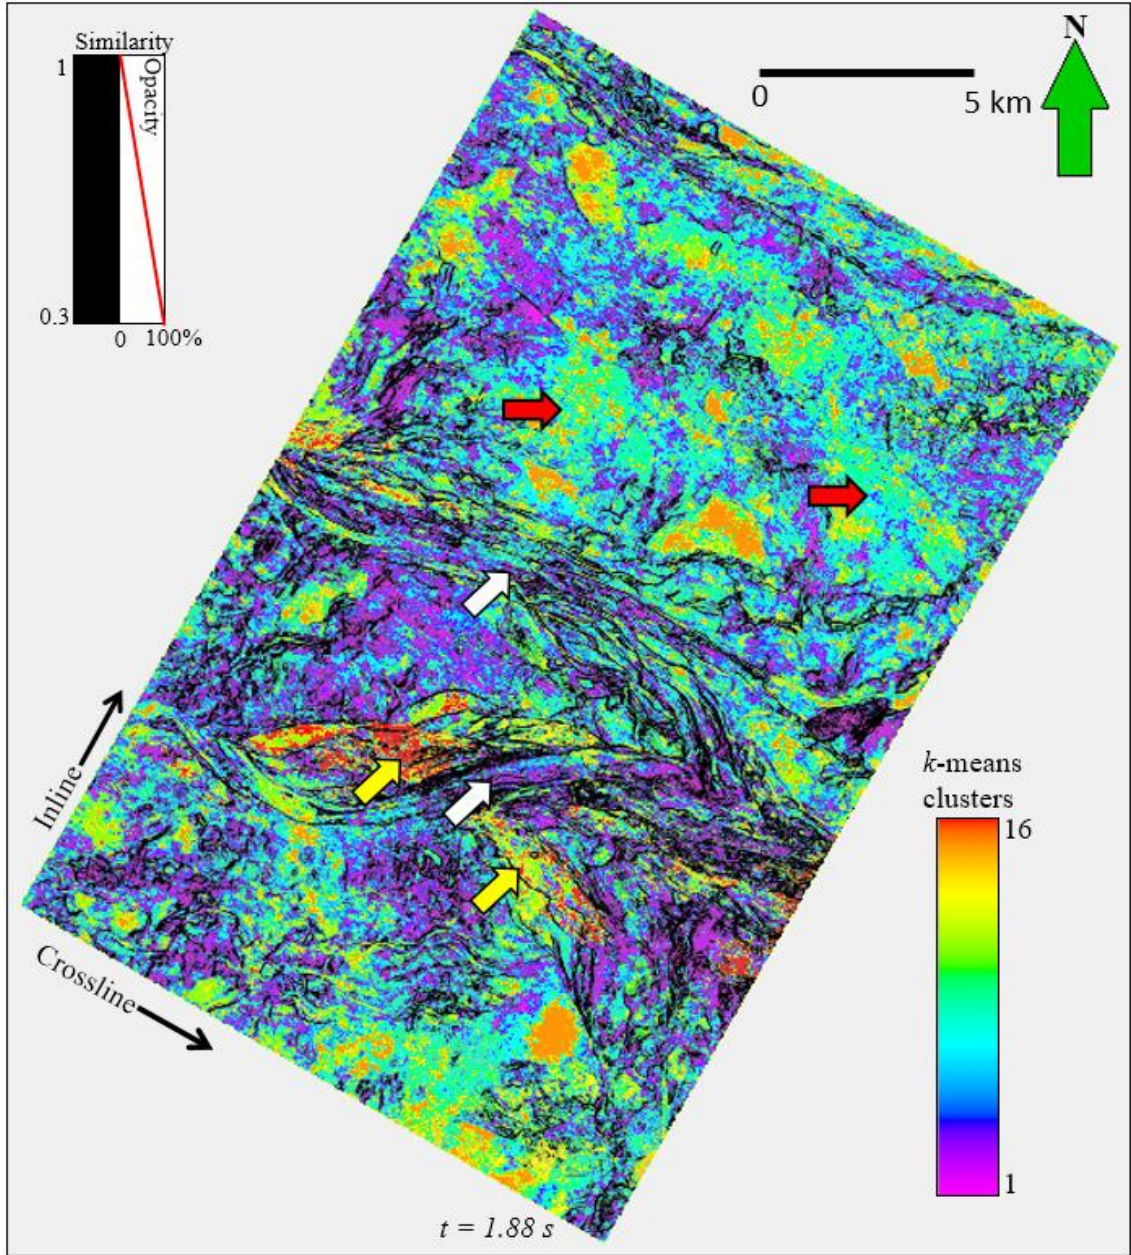 Similarity
N
1
Opacity
0
5 km
0.3
0
100%
Inline
k-means
clusters
16
Crossline
1
t = 1.88 s